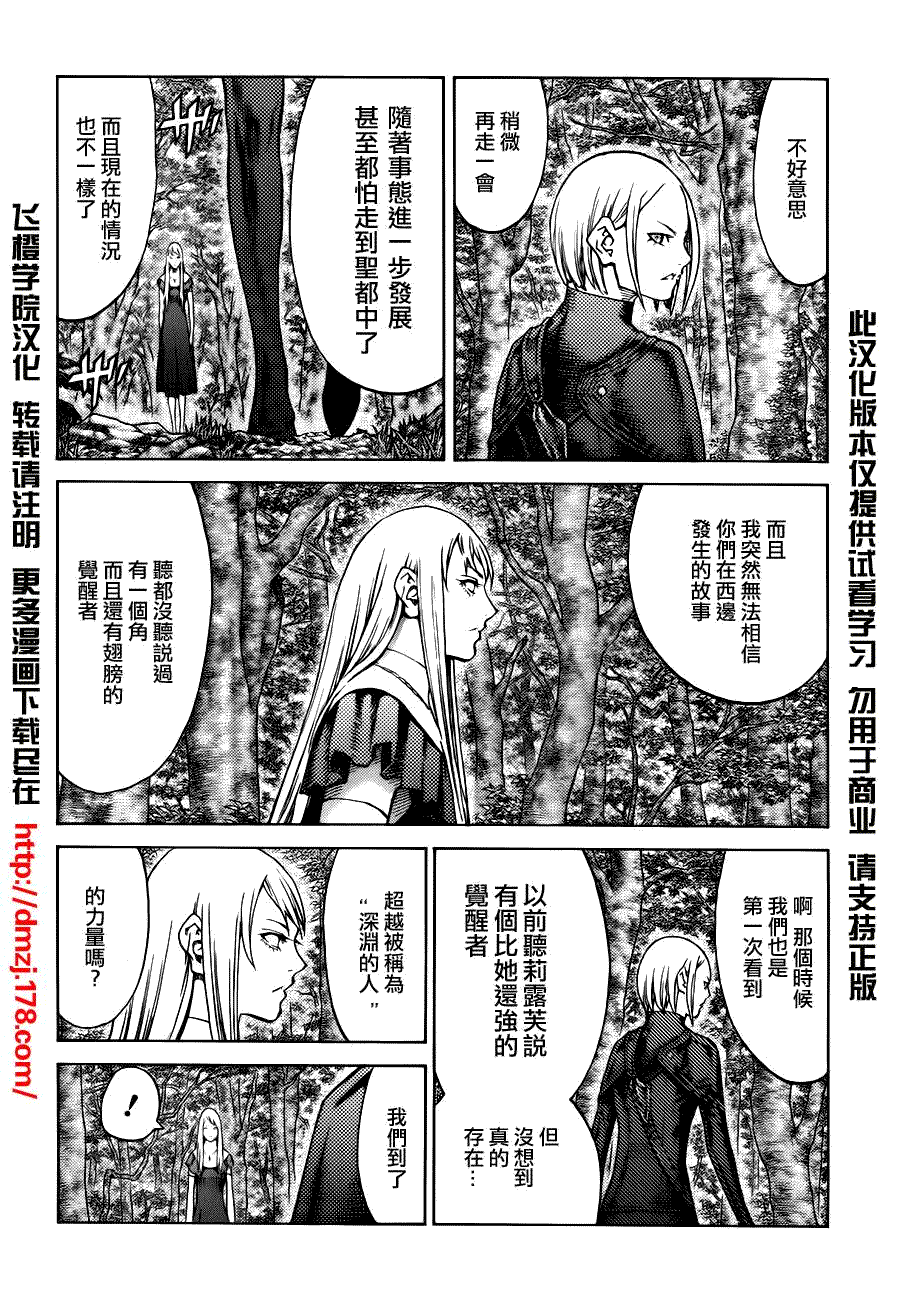 不好意思
稍微
再走一會
隨著事態進一步發展
甚至都怕走到聖都中了
而且現在的情況
也不一樣了
而且
我突然無法相信
你們在西邊
發生的故事
聽都沒聽説過
有一個角
而且還有翅膀的
覺醒者
啊 那個時候
我們也是
第一次看到
以前聽莉露芙説
有個比她還強的
覺醒者
但
沒想到
真的
存在…
超越被稱為
“深淵的人”
的力量嗎?
我們到了
!
此汉化版本仅提供试看学习 勿用于商业 请支持正版
飞橙学院汉化 转载请注明 更多漫画下载尽在 http://dmzj.178.com/